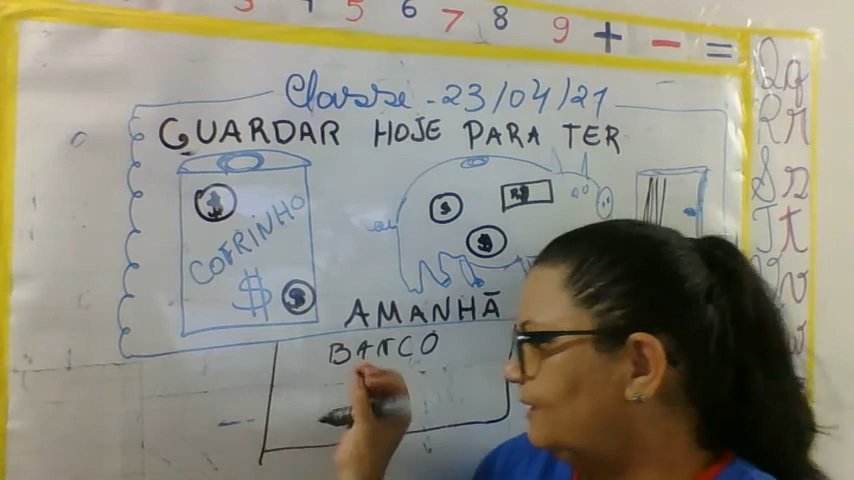 5 6 7 8 9 + - =
Classe - 23/04/21
GUARDAR HOJE PARA TER
$
R$
$
COFRINHO
$
$
$
AMANHÃ
BANCO
Qq
Rr
Ss
Tt